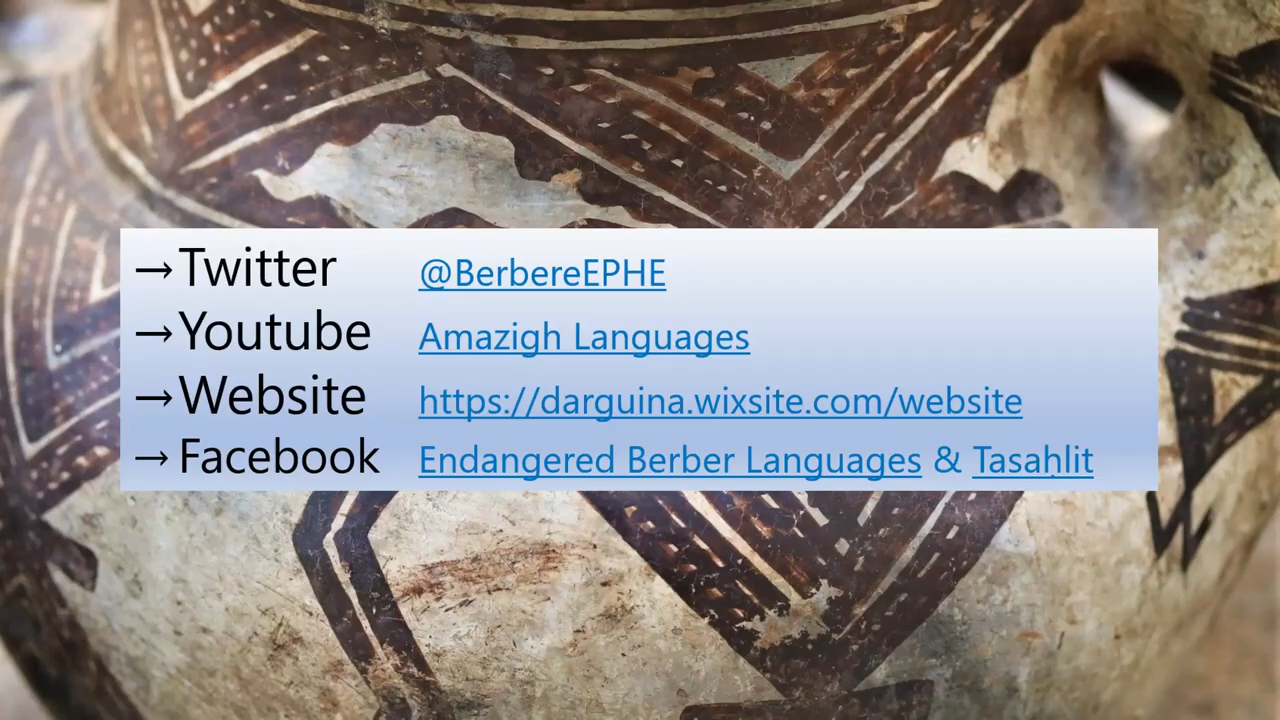 →Twitter @BerbereEPHE
→Youtube Amazigh Languages
→Website https://darguina.wixsite.com/website
→Facebook Endangered Berber Languages & Tasaḥlit